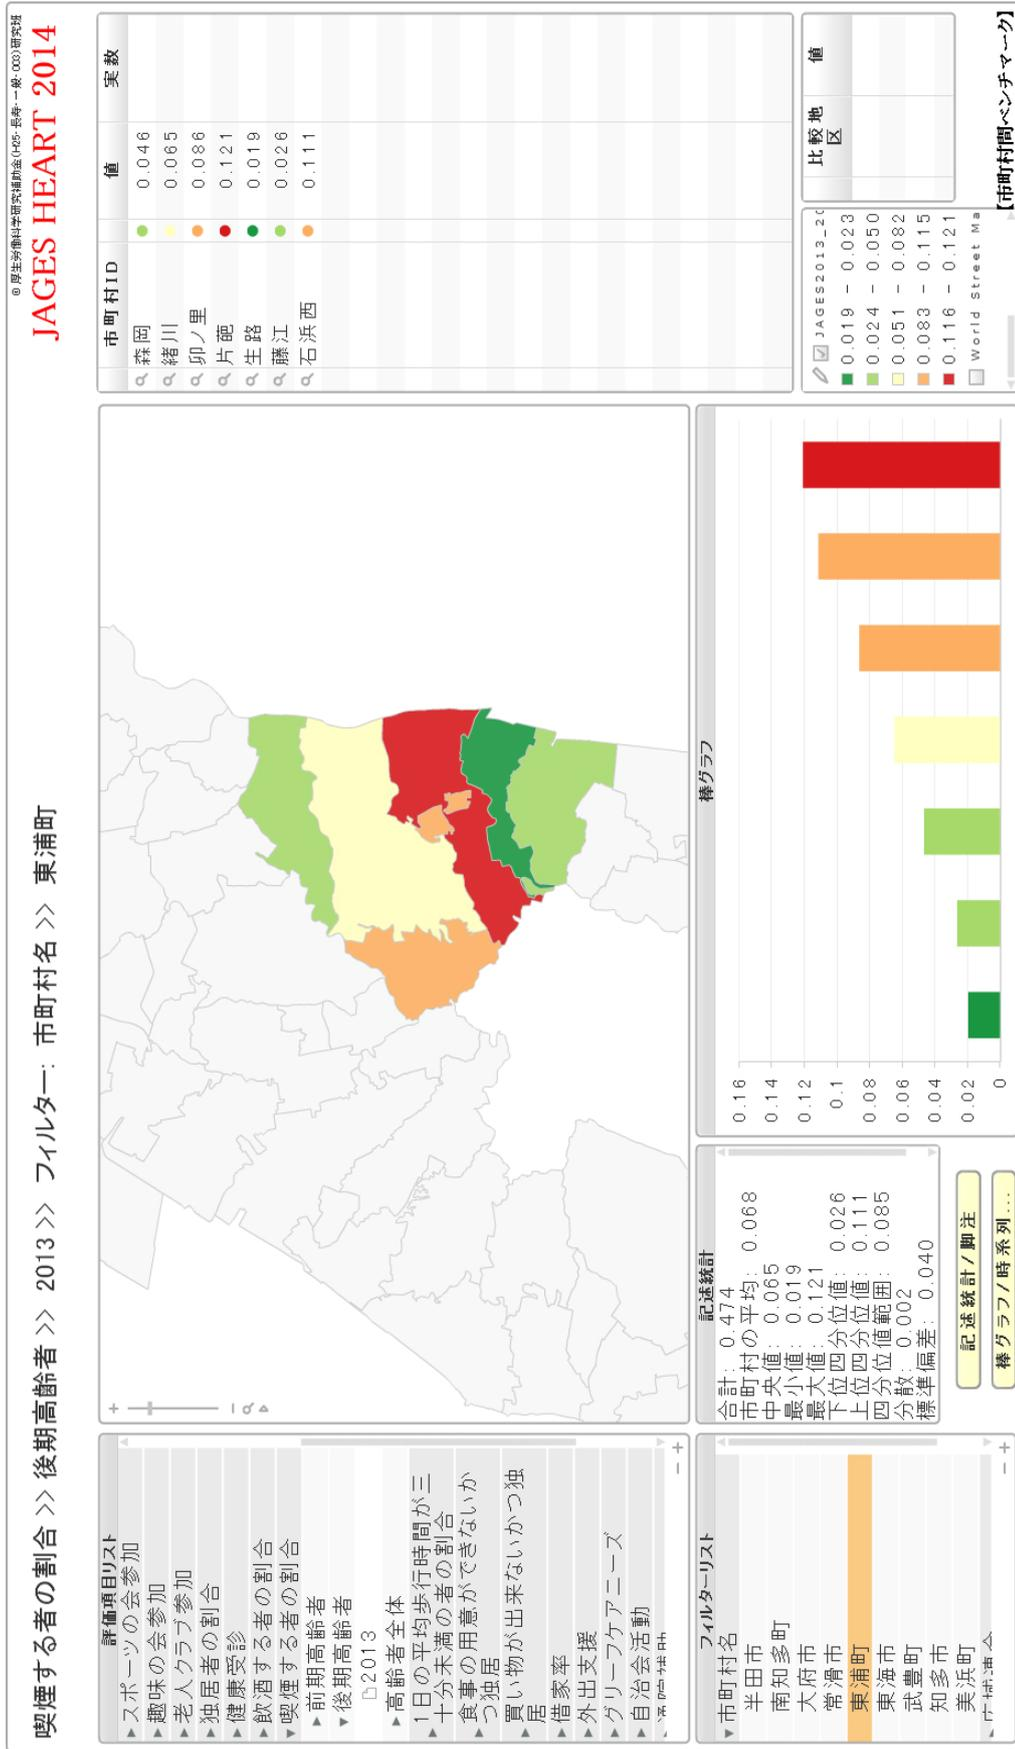 喫煙する者の割合 >> 後期高齢者 >> 2013 >> フィルター: 市町村名 >> 東浦町
JAGES HEART 2014
評価項目リスト
▶スポーツの会参加
▶趣味の会参加
▶老人クラブ参加
▶独居者の割合
▶健康受診
▶飲酒する者の割合
▼喫煙する者の割合
▶前期高齢者
▼後期高齢者
2013
▶高齢者全体
▶1日の平均歩行時間が三
十分未満の者の割合
▶食事の用意ができないか
つ独居
▶買い物が出来ないかつ独
居
▶借家率
▶外出支援
▶グリーフケアニーズ
▶自治会活動
市町村ID 値 実数
森岡 0.046
緒川 0.065
卯ノ里 0.086
片葩 0.121
生路 0.019
藤江 0.026
石浜西 0.111
フィルターリスト
▼市町村名
半田市
南知多町
大府市
常滑市
東浦町
東海市
武豊町
知多市
美浜町
記述統計
合計: 0.474
市町村の平均: 0.068
中央値: 0.065
最小値: 0.019
最大値: 0.121
下位四分位値: 0.026
上位四分位値: 0.111
四分位値範囲: 0.085
分散: 0.002
標準偏差: 0.040
記述統計/脚注
棒グラフ/時系列...
棒グラフ
0.16
0.14
0.12
0.1
0.08
0.06
0.04
0.02
0
JAGES2013_20
0.019 - 0.023
0.024 - 0.050
0.051 - 0.082
0.083 - 0.115
0.116 - 0.121
World Street Ma
比較地
区
値
【市町村間ベンチマーク】